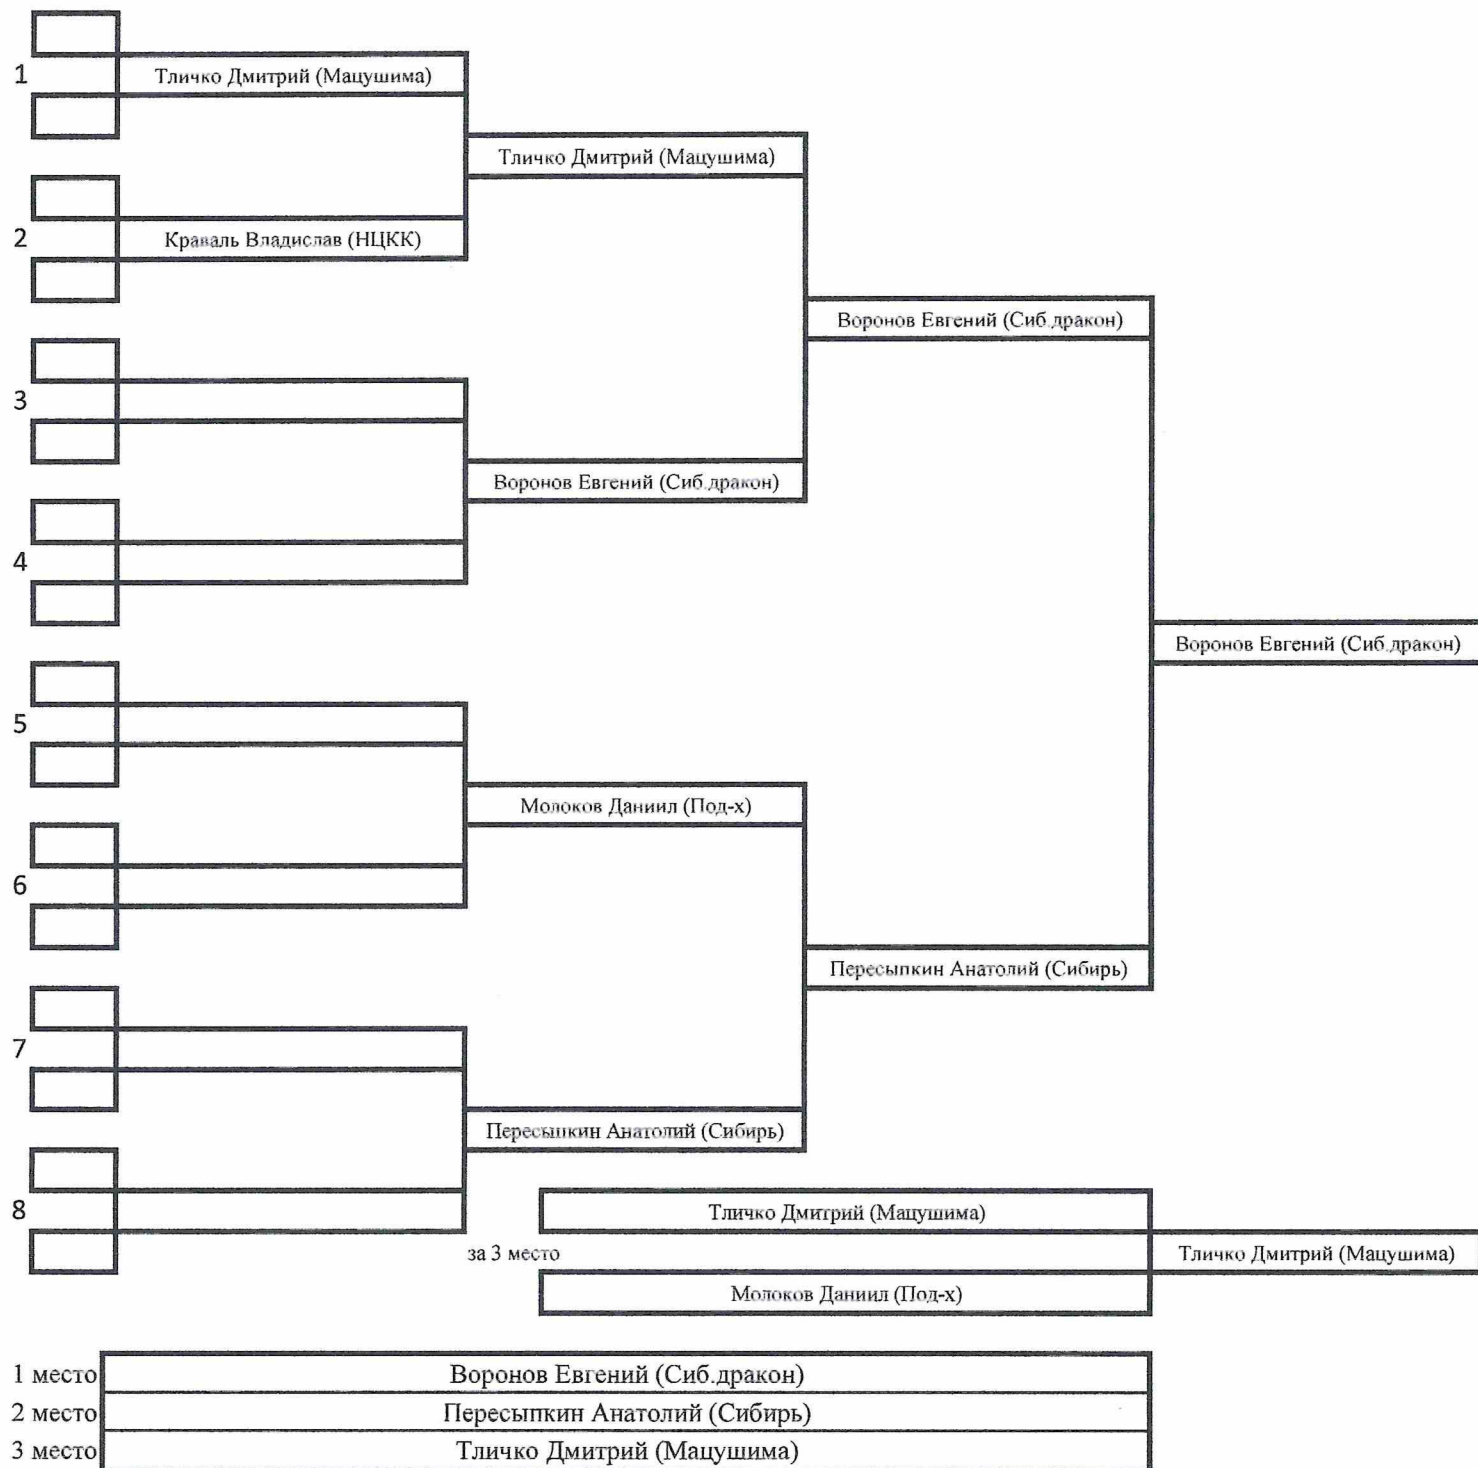 1
Тличко Дмитрий (Мацушима)
Тличко Дмитрий (Мацушима)
2
Краваль Владислав (НЦКК)
Воронов Евгений (Сиб.дракон)
3
Воронов Евгений (Сиб.дракон)
4
Воронов Евгений (Сиб.дракон)
5
Молоков Даниил (Под-х)
6
Пересыпкин Анатолий (Сибирь)
7
Пересыпкин Анатолий (Сибирь)
8
Тличко Дмитрий (Мацушима)
за 3 место
Тличко Дмитрий (Мацушима)
Молоков Даниил (Под-х)
1 место Воронов Евгений (Сиб.дракон)
2 место Пересыпкин Анатолий (Сибирь)
3 место Тличко Дмитрий (Мацушима)